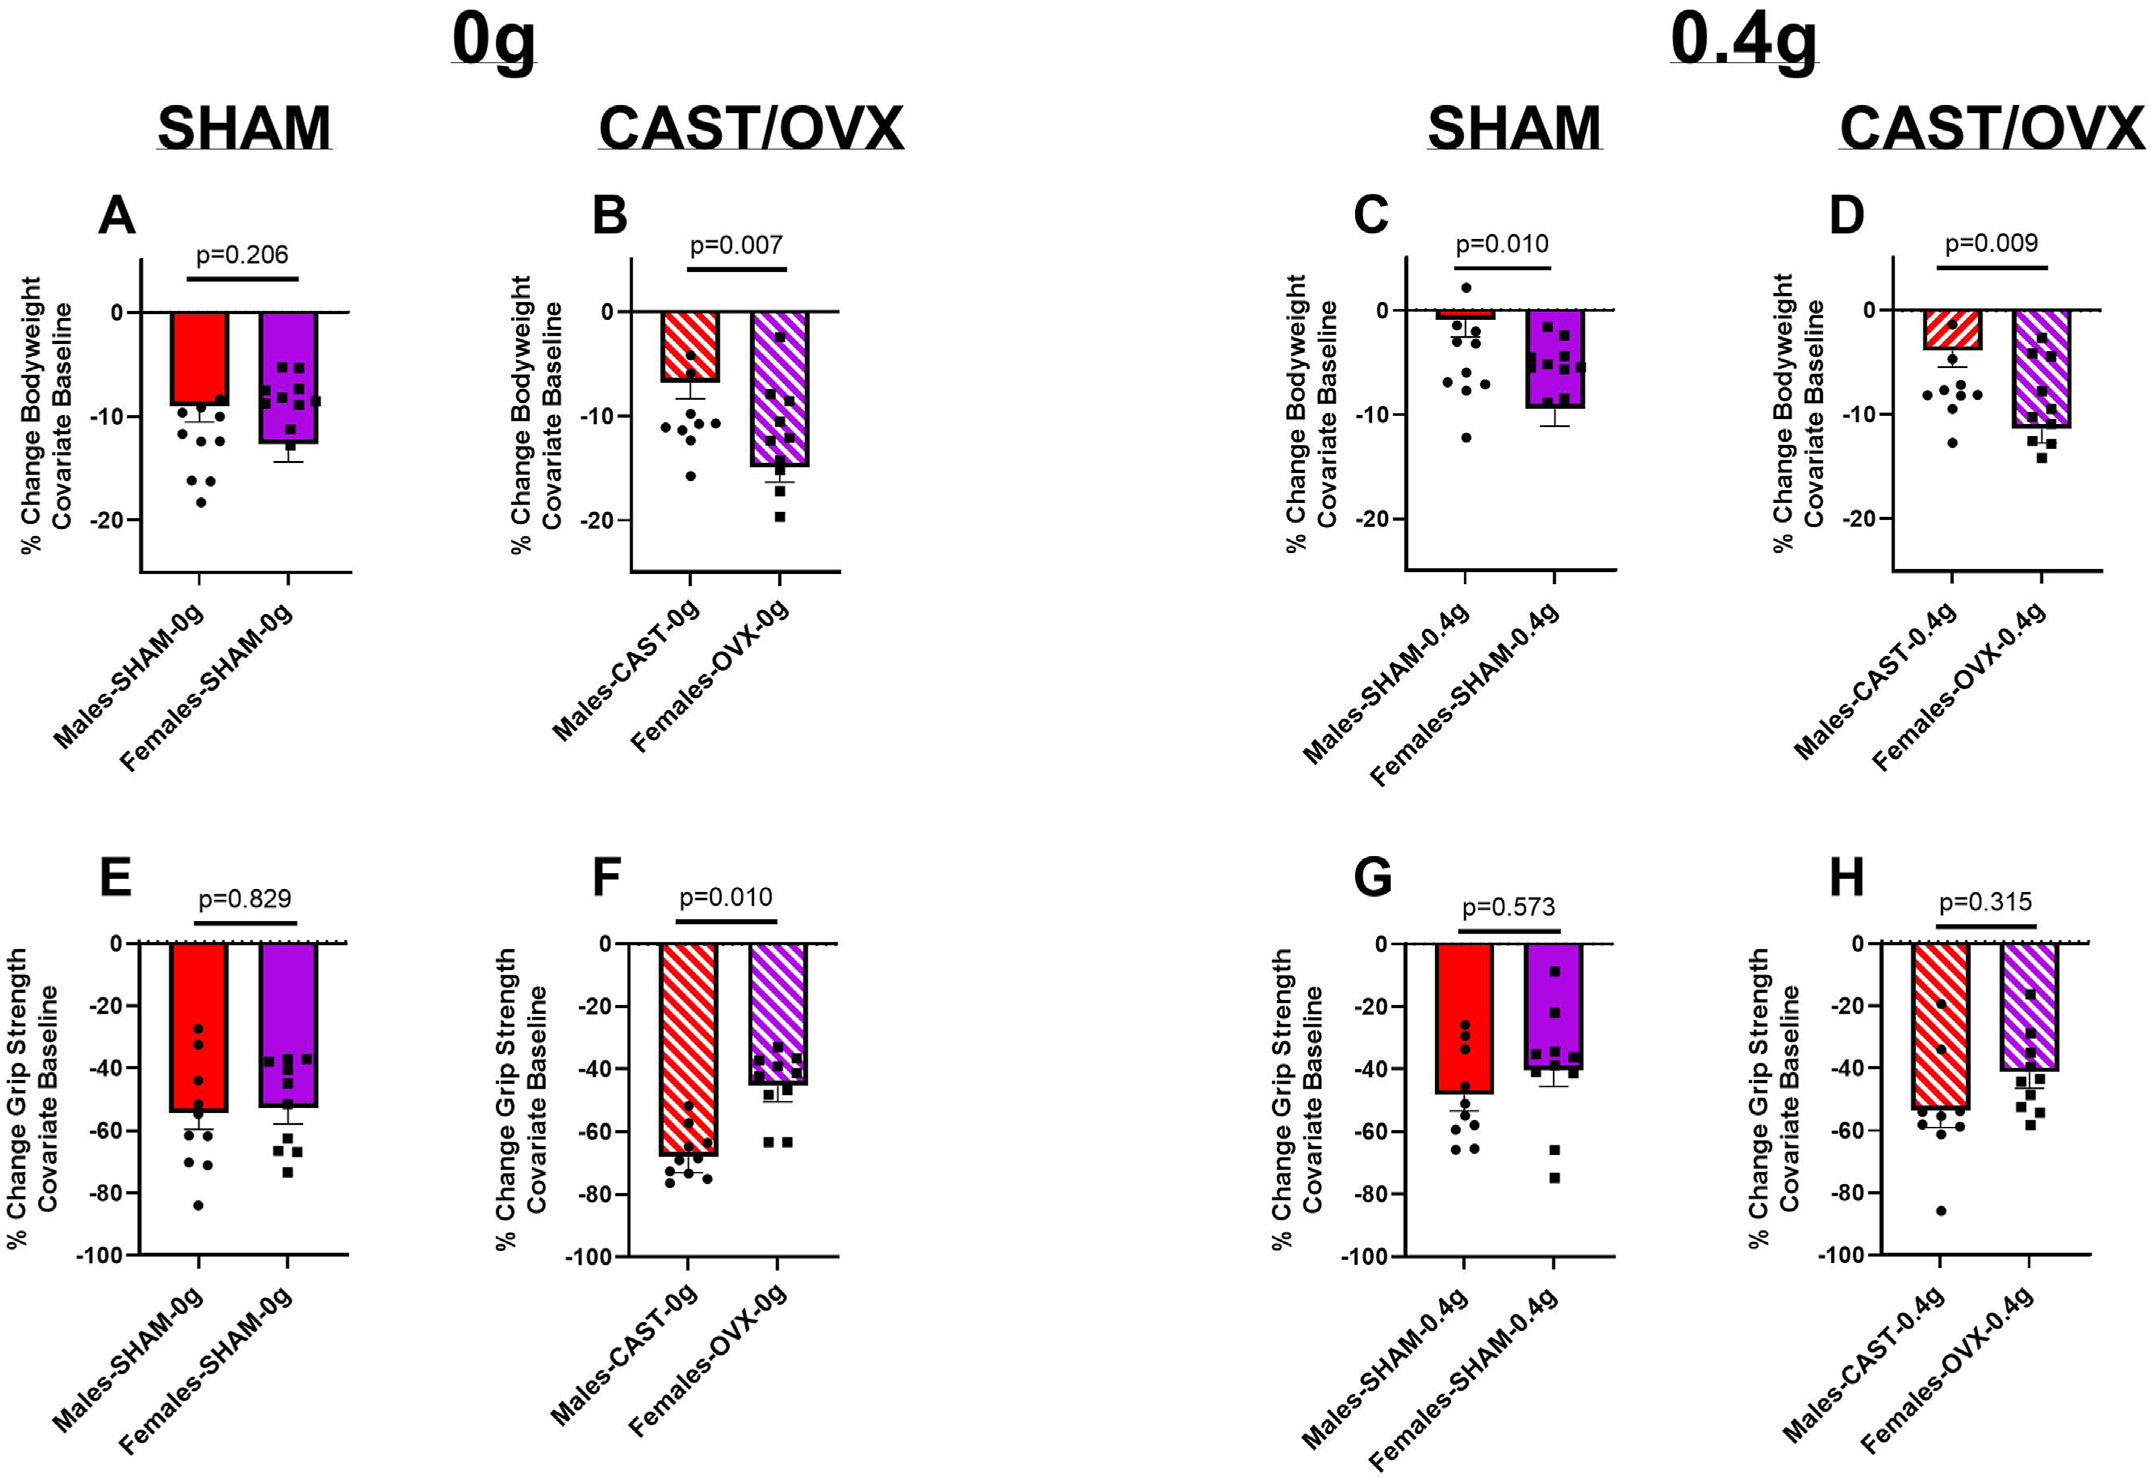 0g
0.4g
SHAM
CAST/OVX
SHAM
CAST/OVX
A
p=0.206
% Change Bodyweight
Covariate Baseline
0
-10
-20
Males-SHAM-0g
Females-SHAM-0g
B
p=0.007
% Change Bodyweight
Covariate Baseline
0
-10
-20
Males-CAST-0g
Females-OVX-0g
C
p=0.010
% Change Bodyweight
Covariate Baseline
0
-10
-20
Males-SHAM-0.4g
Females-SHAM-0.4g
D
p=0.009
% Change Bodyweight
Covariate Baseline
0
-10
-20
Males-CAST-0.4g
Females-OVX-0.4g
E
p=0.829
% Change Grip Strength
Covariate Baseline
0
-20
-40
-60
-80
-100
Males-SHAM-0g
Females-SHAM-0g
F
p=0.010
% Change Grip Strength
Covariate Baseline
0
-20
-40
-60
-80
-100
Males-CAST-0g
Females-OVX-0g
G
p=0.573
% Change Grip Strength
Covariate Baseline
0
-20
-40
-60
-80
-100
Males-SHAM-0.4g
Females-SHAM-0.4g
H
p=0.315
% Change Grip Strength
Covariate Baseline
0
-20
-40
-60
-80
-100
Males-CAST-0.4g
Females-OVX-0.4g